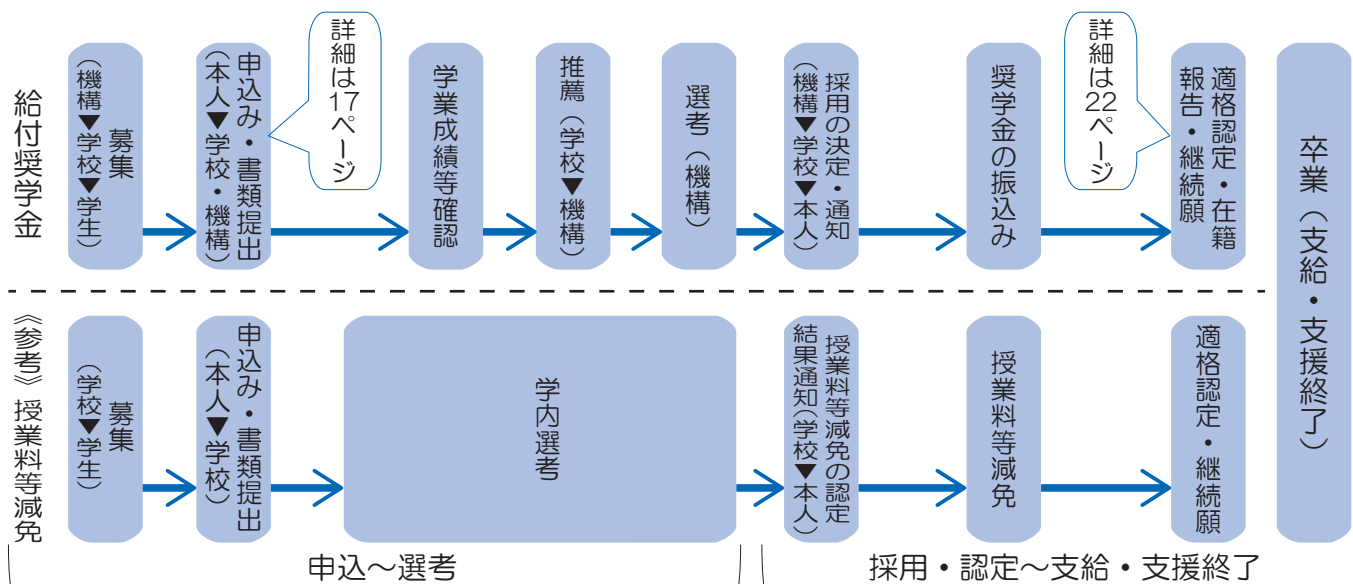 給付奨学金
募集
(機構▼学校▼学生)
申込み・書類提出
(本人▼学校・機構)
詳細は17ページ
学業成績等確認
推薦(学校▼機構)
選考(機構)
採用の決定・通知
(機構▼学校▼本人)
奨学金の振込み
詳細は22ページ
適格認定・在籍
報告・継続願
卒業(支給・支援終了)
《参考》授業料等減免
募集
(学校▼学生)
申込み・書類提出
(本人▼学校)
学内選考
授業料等減免の認定
結果通知(学校▼本人)
授業料等減免
適格認定・継続願
申込~選考
採用・認定~支給・支援終了